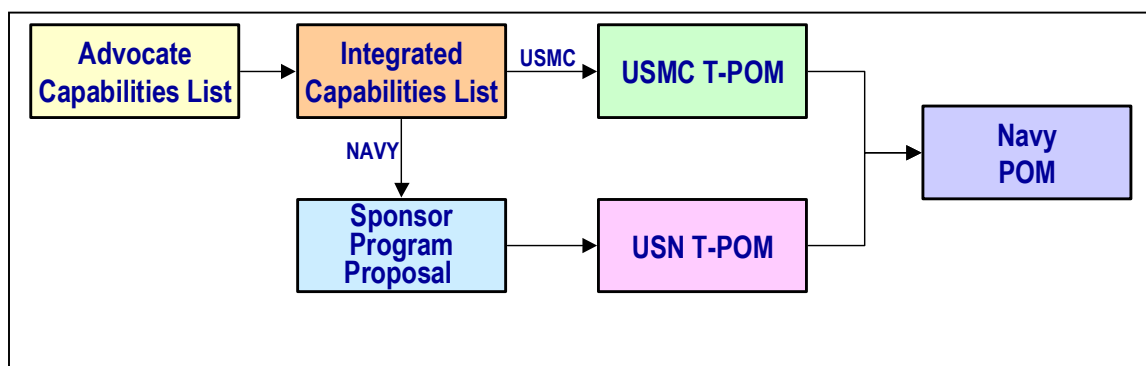 Advocate
Capabilities List
Integrated
Capabilities List
USMC
USMC T-POM
Navy
POM
NAVY
Sponsor
Program
Proposal
USN T-POM